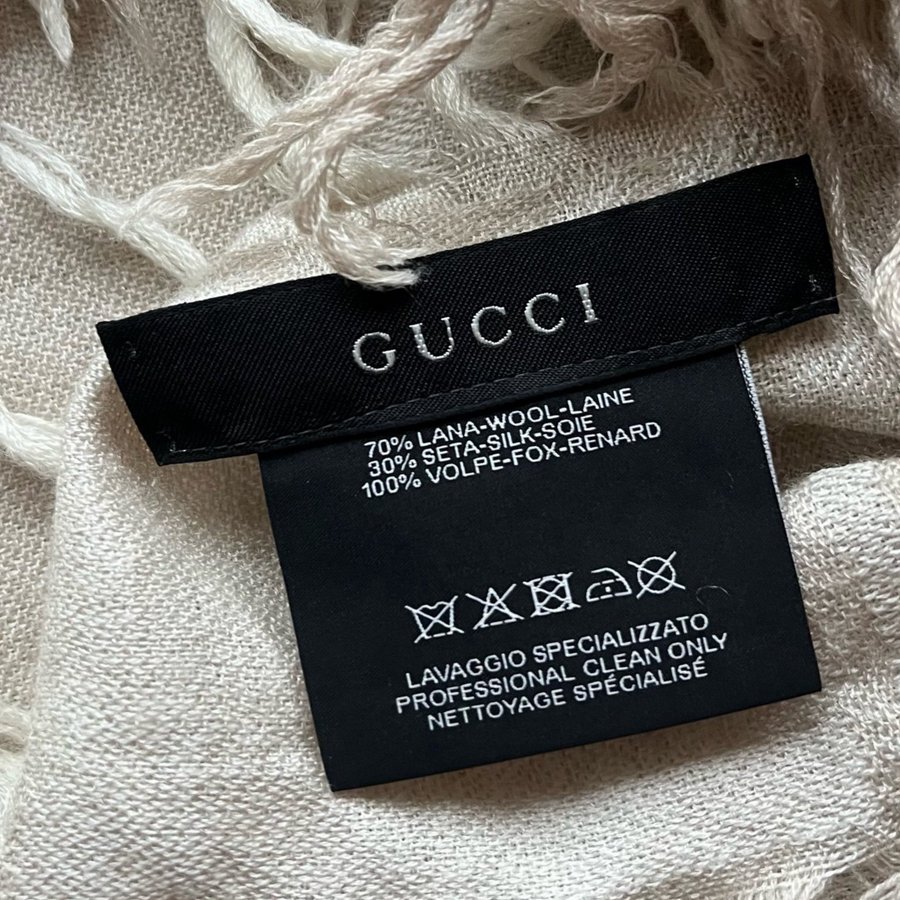 GUCCI
70% LANA-WOOL-LAINE
30% SETA-SILK-SOIE
100% VOLPE-FOX-RENARD
LAVAGGIO SPECIALIZZATO
PROFESSIONAL CLEAN ONLY
NETTOYAGE SPÉCIALISÉ